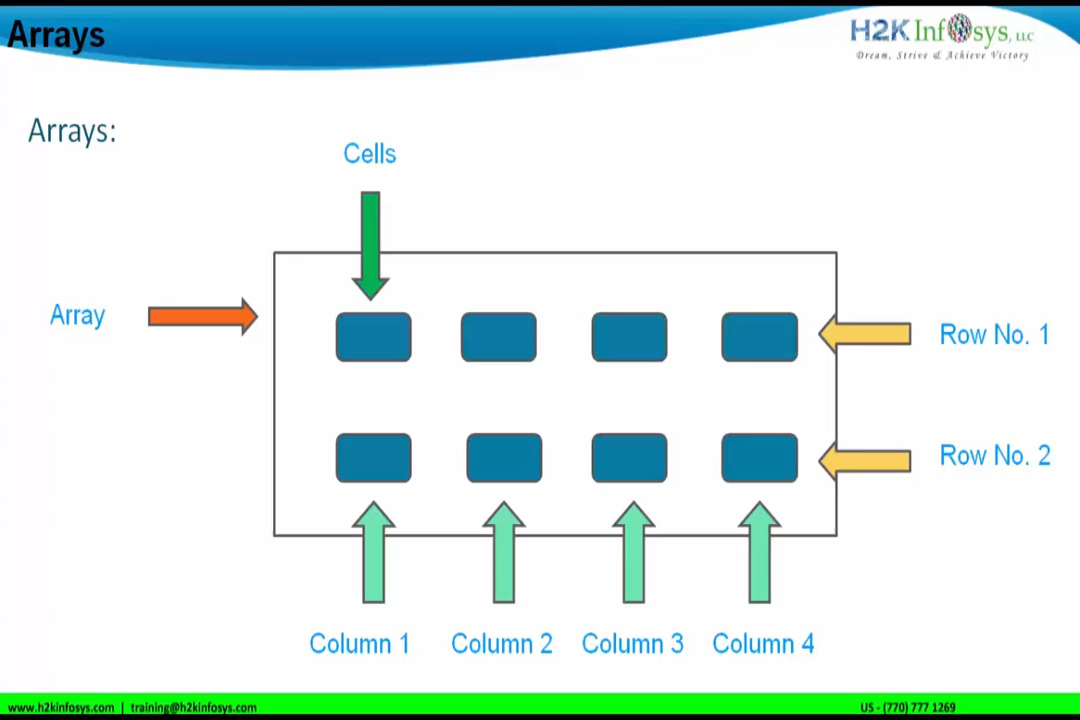 Arrays
H2K Infosys, LLC
Dream, Strive & Achieve Victory
Arrays:
Cells
Array
Row No. 1
Row No. 2
Column 1 Column 2 Column 3 Column 4
www.h2kinfosys.com | training@h2kinfosys.com US - (770) 777 1269